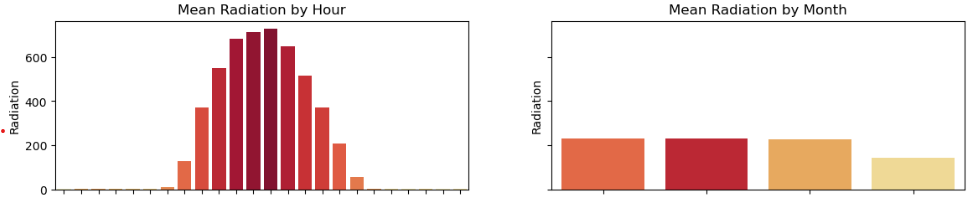 Mean Radiation by Hour
Radiation
600
400
200
0
Mean Radiation by Month
Radiation